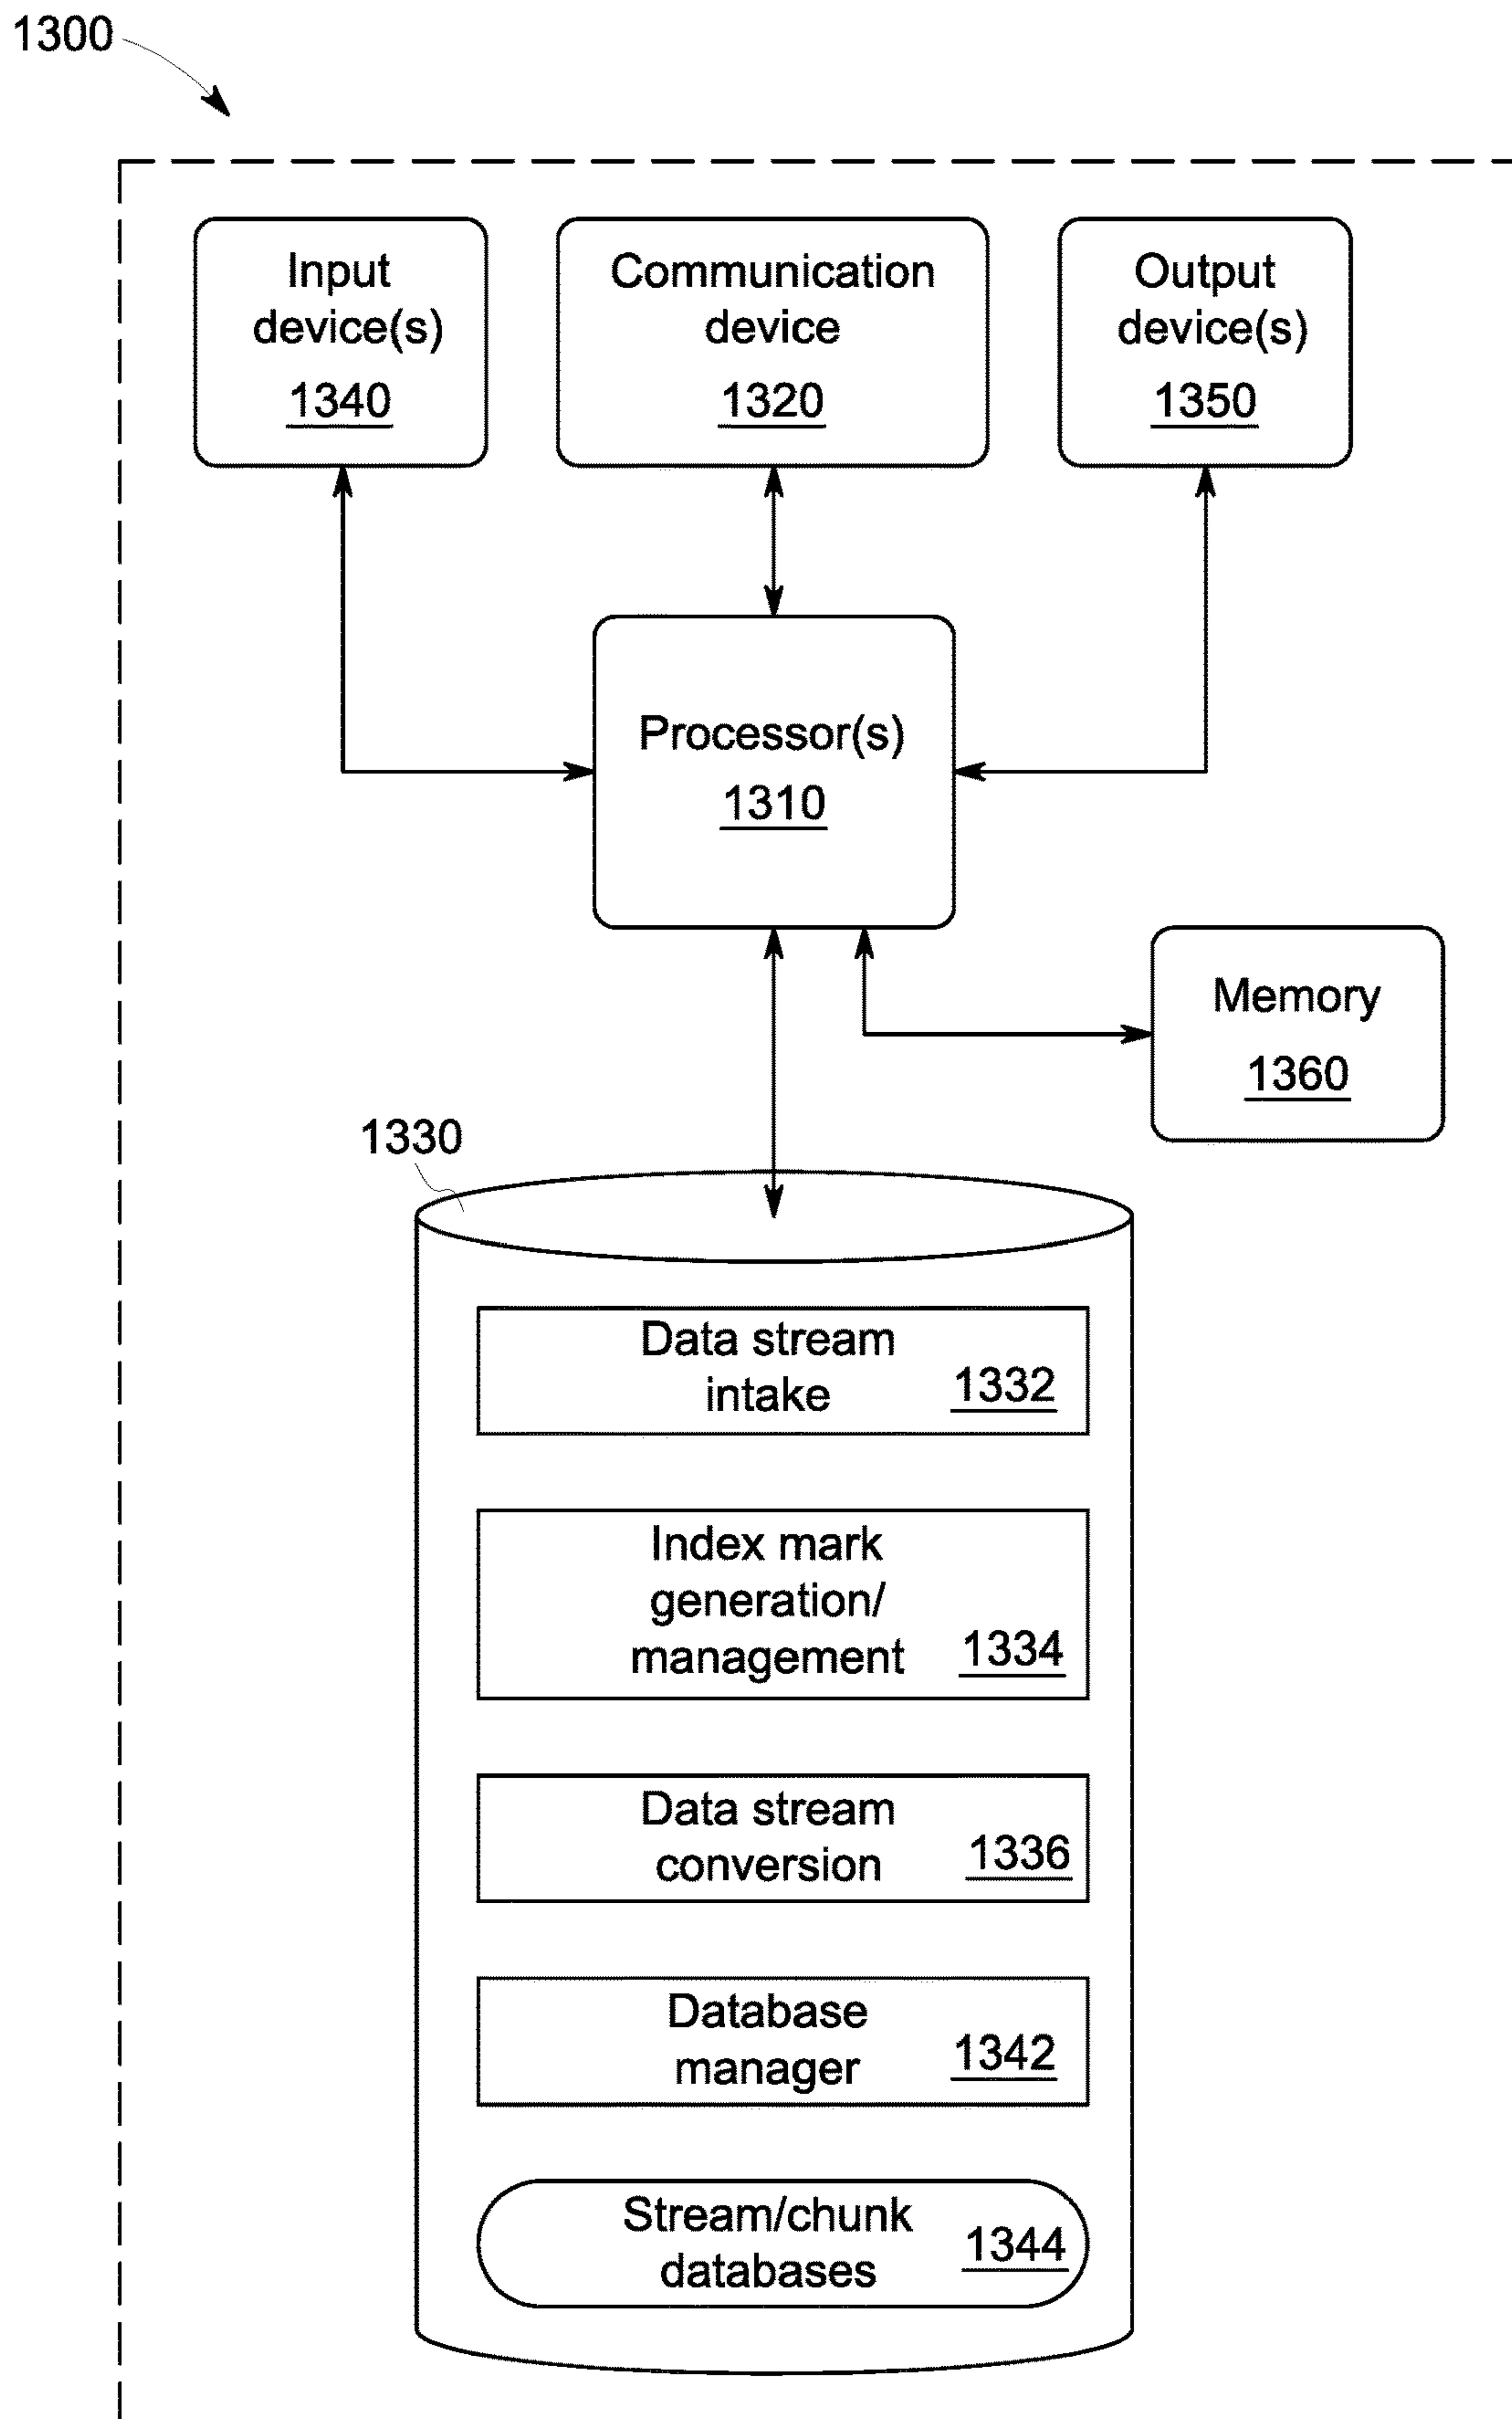 1300
Input
device(s)
1340
Communication
device
1320
Output
device(s)
1350
Processor(s)
1310
Memory
1360
1330
Data stream
intake
1332
Index mark
generation/
management
1334
Data stream
conversion
1336
Database
manager
1342
Stream/chunk
databases
1344